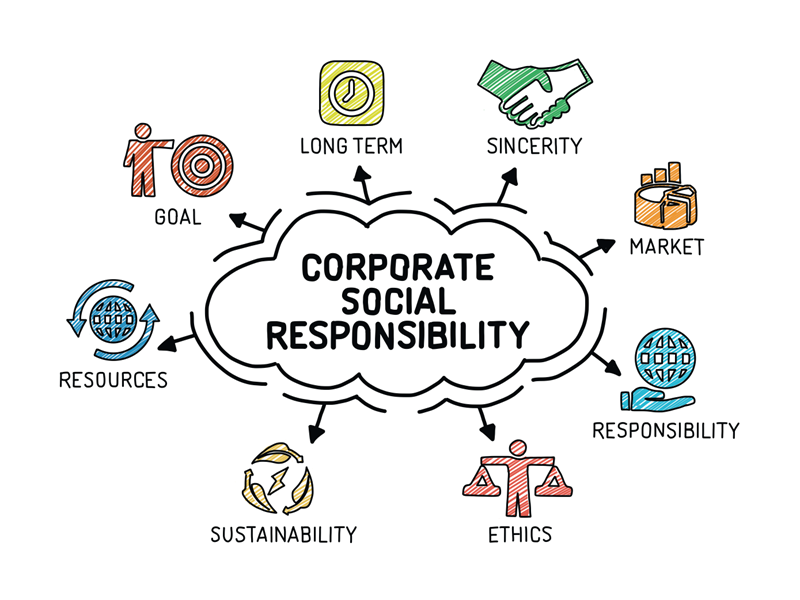 LONG TERM
SINCERITY
GOAL
MARKET
CORPORATE
SOCIAL
RESPONSIBILITY
RESOURCES
RESPONSIBILITY
SUSTAINABILITY
ETHICS